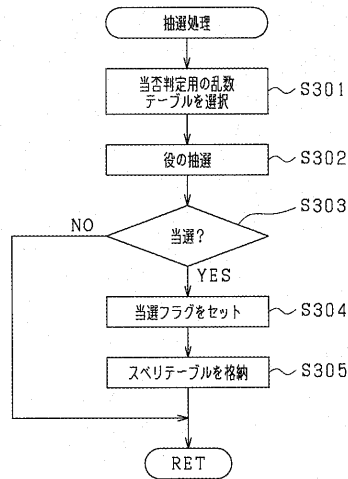 抽選処理
当否判定用の乱数
テーブルを選択
S301
役の抽選
S302
当選?
S303
NO
YES
当選フラグをセット
S304
スベリテーブルを格納
S305
RET